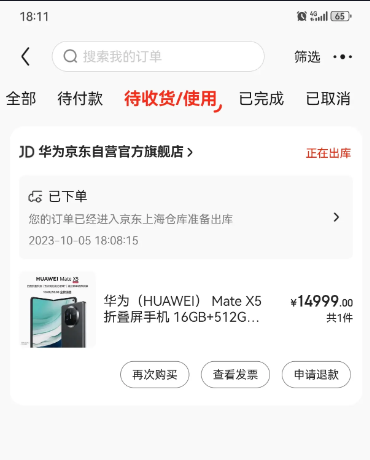 18:11
4G
65
搜索我的订单
筛选
全部 待付款 待收货/使用 已完成 已取消
JD 华为京东自营官方旗舰店
正在出库
已下单
您的订单已经进入京东上海仓库准备出库
2023-10-05 18:08:15
HUAWEI Mate X5
华为（HUAWEI） Mate X5
折叠屏手机 16GB+512G...
¥14999.00
共1件
再次购买 查看发票 申请退款